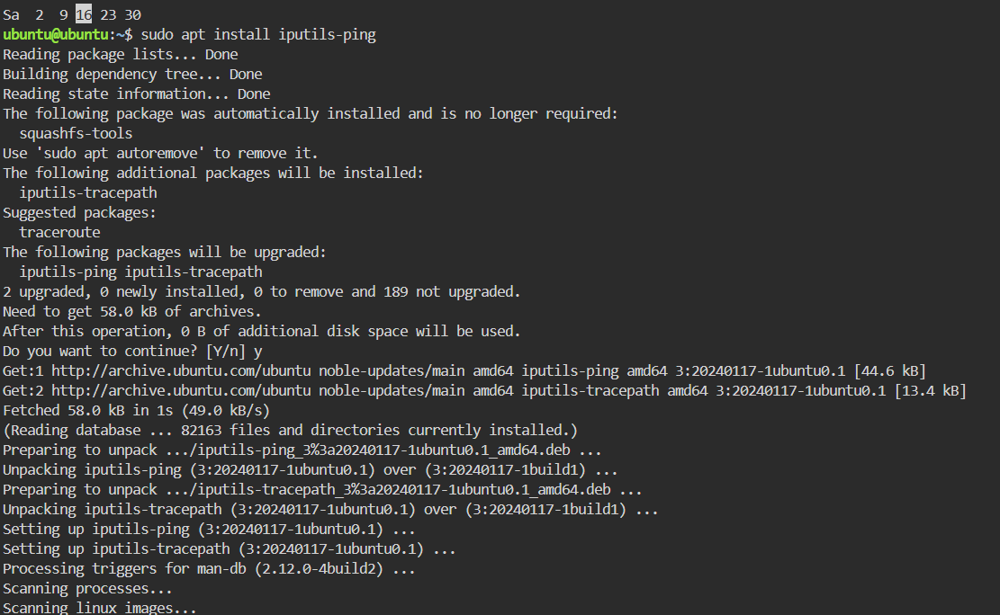 Sa  2  9 16 23 30
ubuntu@ubuntu:~$ sudo apt install iputils-ping
Reading package lists... Done
Building dependency tree... Done
Reading state information... Done
The following package was automatically installed and is no longer required:
  squashfs-tools
Use 'sudo apt autoremove' to remove it.
The following additional packages will be installed:
  iputils-tracepath
Suggested packages:
  traceroute
The following packages will be upgraded:
  iputils-ping iputils-tracepath
2 upgraded, 0 newly installed, 0 to remove and 189 not upgraded.
Need to get 58.0 kB of archives.
After this operation, 0 B of additional disk space will be used.
Do you want to continue? [Y/n] y
Get:1 http://archive.ubuntu.com/ubuntu noble-updates/main amd64 iputils-ping amd64 3:20240117-1ubuntu0.1 [44.6 kB]
Get:2 http://archive.ubuntu.com/ubuntu noble-updates/main amd64 iputils-tracepath amd64 3:20240117-1ubuntu0.1 [13.4 kB]
Fetched 58.0 kB in 1s (49.0 kB/s)
(Reading database ... 82163 files and directories currently installed.)
Preparing to unpack .../iputils-ping_3%3a20240117-1ubuntu0.1_amd64.deb ...
Unpacking iputils-ping (3:20240117-1ubuntu0.1) over (3:20240117-1build1) ...
Preparing to unpack .../iputils-tracepath_3%3a20240117-1ubuntu0.1_amd64.deb ...
Unpacking iputils-tracepath (3:20240117-1ubuntu0.1) over (3:20240117-1build1) ...
Setting up iputils-ping (3:20240117-1ubuntu0.1) ...
Setting up iputils-tracepath (3:20240117-1ubuntu0.1) ...
Processing triggers for man-db (2.12.0-4build2) ...
Scanning processes...
Scanning linux images...